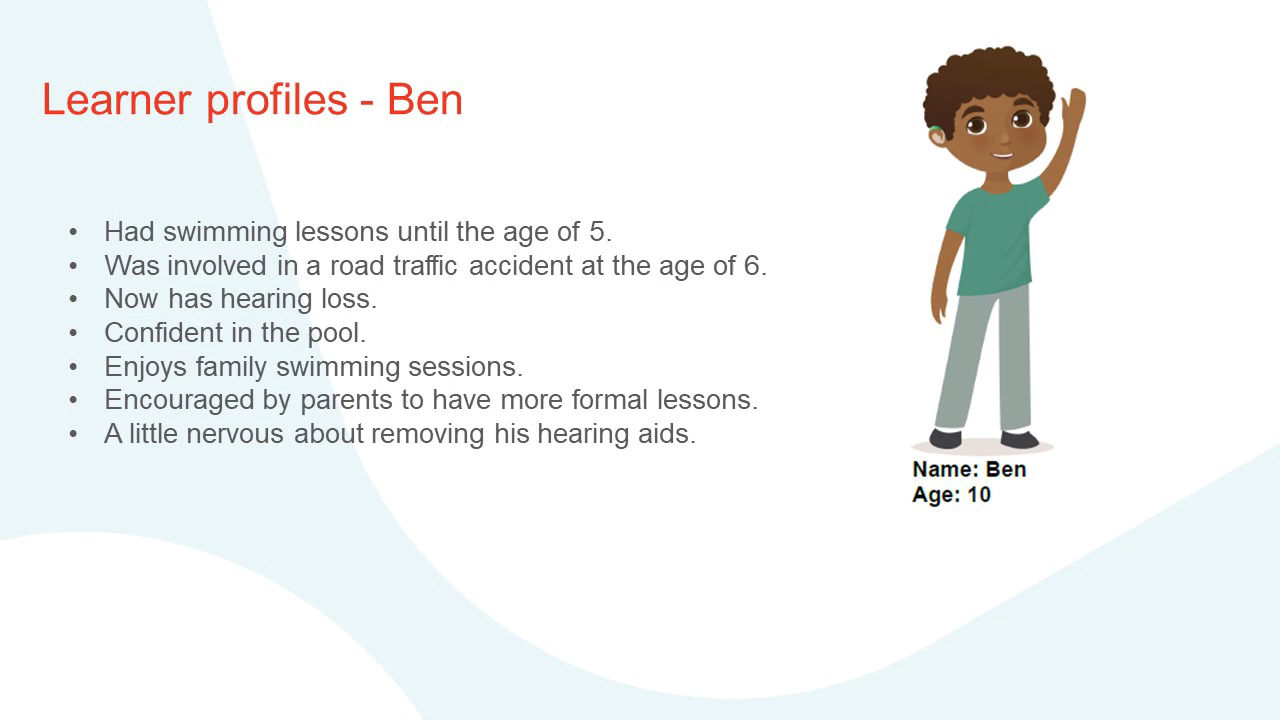 Learner profiles - Ben
• Had swimming lessons until the age of 5.
• Was involved in a road traffic accident at the age of 6.
• Now has hearing loss.
• Confident in the pool.
• Enjoys family swimming sessions.
• Encouraged by parents to have more formal lessons.
• A little nervous about removing his hearing aids.
Name: Ben
Age: 10